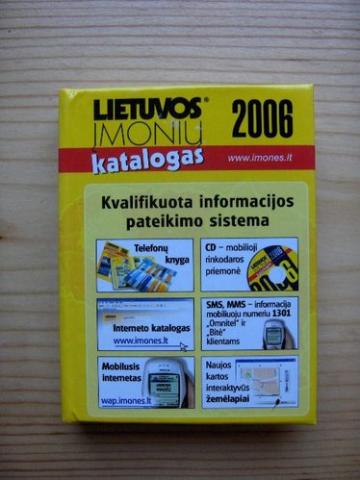 LIETUVOS®
ĮMONIŲ
katalogas
2006
www.imones.lt
Kvalifikuota informacijos
pateikimo sistema
Telefonų
knyga
CD – mobilioji
rinkodaros
priemonė
Interneto katalogas
www.imones.lt
SMS, MMS – informacija
mobiliuoju numeriu 1301
„Omnitel" ir
„Bitė"
klientams
Mobilusis
internetas
wap.imones.lt
Naujos
kartos
interaktyvūs
žemėlapiai